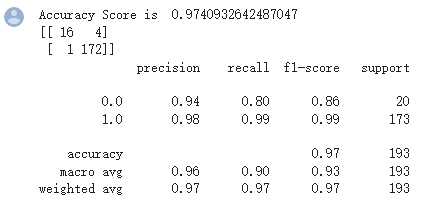 Accuracy Score is 0.9740932642487047
[[ 16 4]
[ 1 172]]
precision recall f1-score support
0.0 0.94 0.80 0.86 20
1.0 0.98 0.99 0.99 173
accuracy 0.97 193
macro avg 0.96 0.90 0.93 193
weighted avg 0.97 0.97 0.97 193